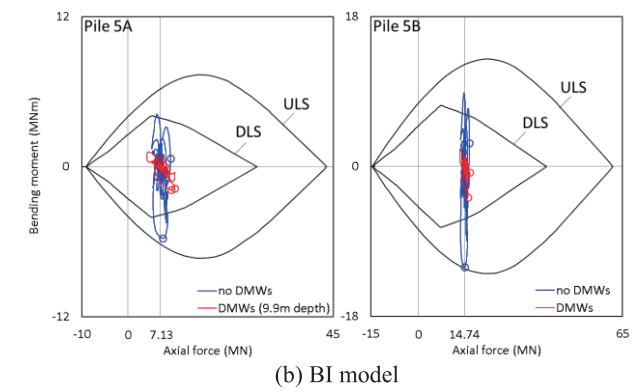 12
Pile 5A
ULS
DLS
0
Bending moment (MNm)
no DMWs
DMWs (9.9m depth)
-12
-10
0
7.13
45
Axial force (MN)
18
Pile 5B
ULS
DLS
0
no DMWs
DMWs
-18
-15
0
14.74
65
Axial force (MN)
(b) BI model